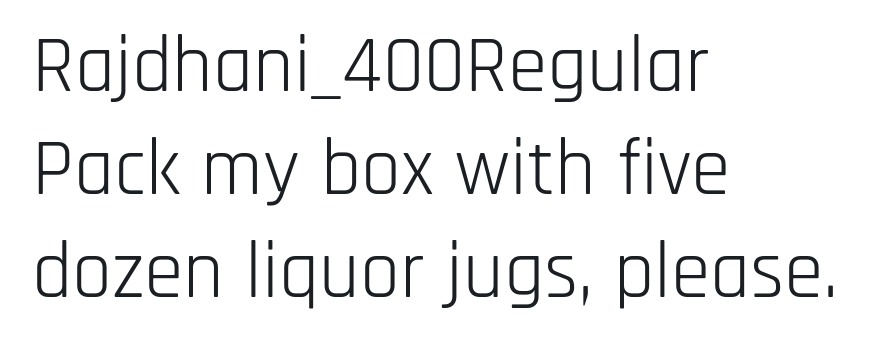 Rajdhani_400Regular
Pack my box with five
dozen liquor jugs, please.